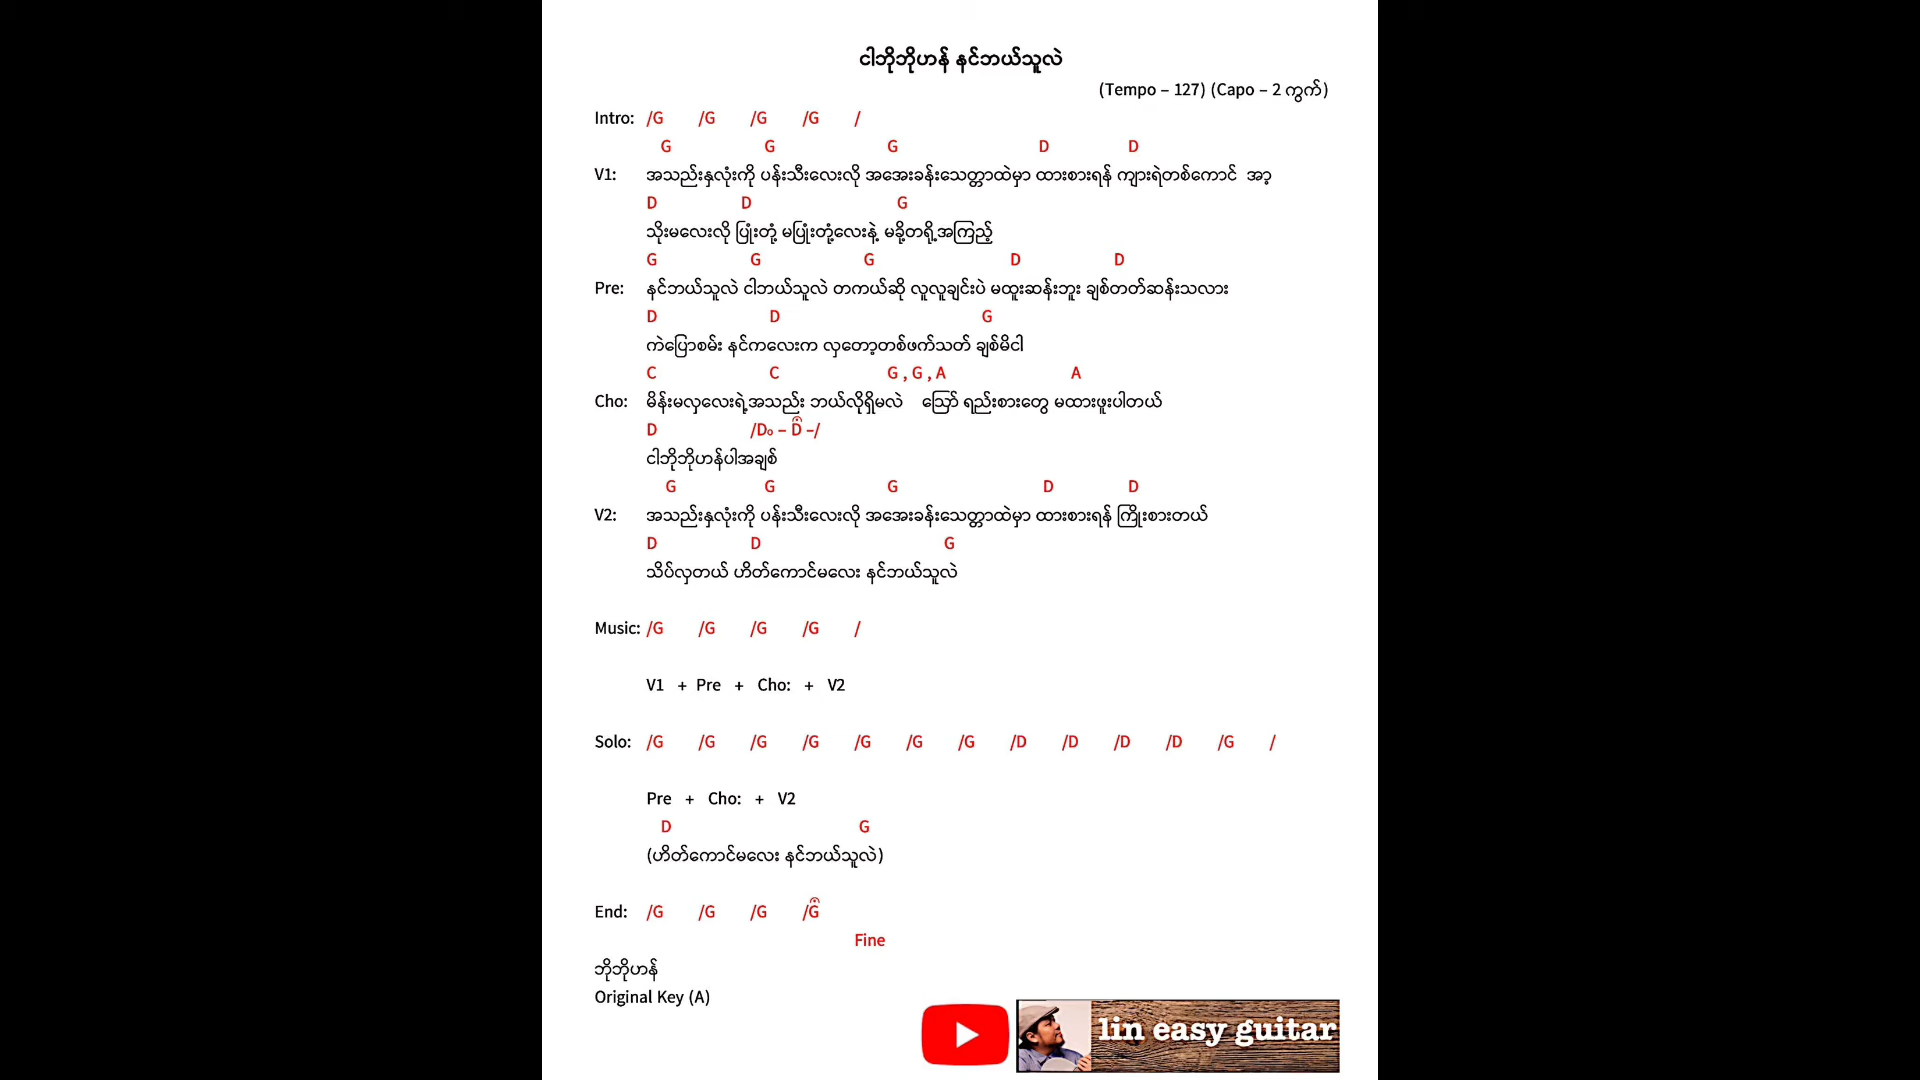 ငါဘိုဘိုဟန် နင်ဘယ်သူလဲ
(Tempo – 127) (Capo – 2 ကွက်)
Intro: /G /G /G /G /
G G G D D
V1: အသည်းနှလုံးကို ပန်းသီးလေးလို အအေးခန်းသေတ္တာထဲမှာ ထားစားရန် ကျားရဲတစ်ကောင် အာ့
D D G
သိုးမလေးလို ပြုံးတုံ့ မပြုံးတုံ့လေးနဲ့ မခို့တရို့အကြည့်
G G G D D
Pre: နင်ဘယ်သူလဲ ငါဘယ်သူလဲ တကယ်ဆို လူလူချင်းပဲ မထူးဆန်းဘူး ချစ်တတ်ဆန်းသလား
D D G
ကဲပြောစမ်း နင်ကလေးက လှတော့တစ်ဖက်သတ် ချစ်မိငါ
C C G , G , A A
Cho: မိန်းမလှလေးရဲ့အသည်း ဘယ်လိုရှိမလဲ သြော် ရည်းစားတွေ မထားဖူးပါတယ်
D /Do – D –/
ငါဘိုဘိုဟန်ပါအချစ်
G G G D D
V2: အသည်းနှလုံးကို ပန်းသီးလေးလို အအေးခန်းသေတ္တာထဲမှာ ထားစားရန် ကြိုးစားတယ်
D D G
သိပ်လှတယ် ဟိတ်ကောင်မလေး နင်ဘယ်သူလဲ
Music: /G /G /G /G /
V1 + Pre + Cho: + V2
Solo: /G /G /G /G /G /G /G /D /D /D /D /G /
Pre + Cho: + V2
D G
(ဟိတ်ကောင်မလေး နင်ဘယ်သူလဲ)
End: /G /G /G /G
Fine
ဘိုဘိုဟန်
Original Key (A)
lin easy guitar